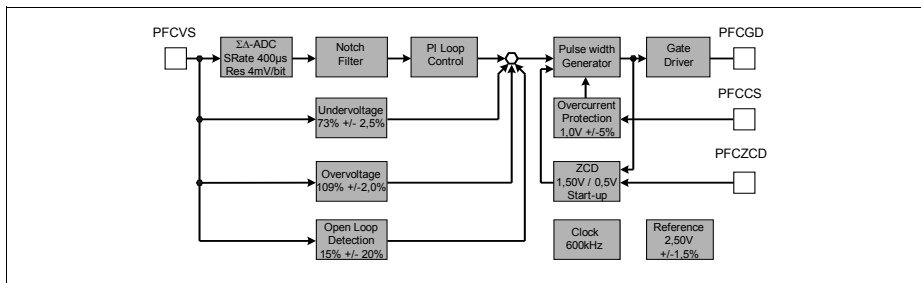 PFCVS
ΣΔ-ADC
SRate 400µs
Res 4mV/bit
Notch
Filter
PI Loop
Control
Pulse width
Generator
Gate
Driver
PFCGD
Undervoltage
73% +/- 2,5%
Overcurrent
Protection
1,0V +/-5%
PFCCS
Overvoltage
109% +/-2,0%
ZCD
1,50V / 0,5V
Start-up
PFCZCD
Open Loop
Detection
15% +/- 20%
Clock
600kHz
Reference
2,50V
+/-1,5%